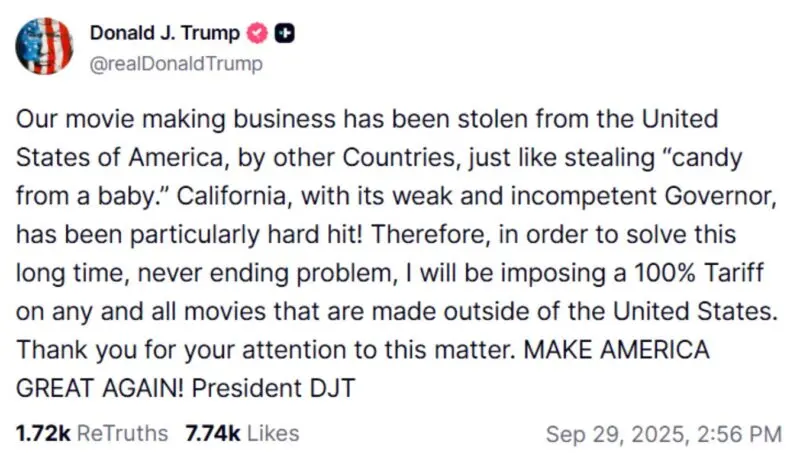 Donald J. Trump
@realDonaldTrump
Our movie making business has been stolen from the United
States of America, by other Countries, just like stealing “candy
from a baby.” California, with its weak and incompetent Governor,
has been particularly hard hit! Therefore, in order to solve this
long time, never ending problem, I will be imposing a 100% Tariff
on any and all movies that are made outside of the United States.
Thank you for your attention to this matter. MAKE AMERICA
GREAT AGAIN! President DJT
1.72k ReTruths 7.74k Likes Sep 29, 2025, 2:56 PM